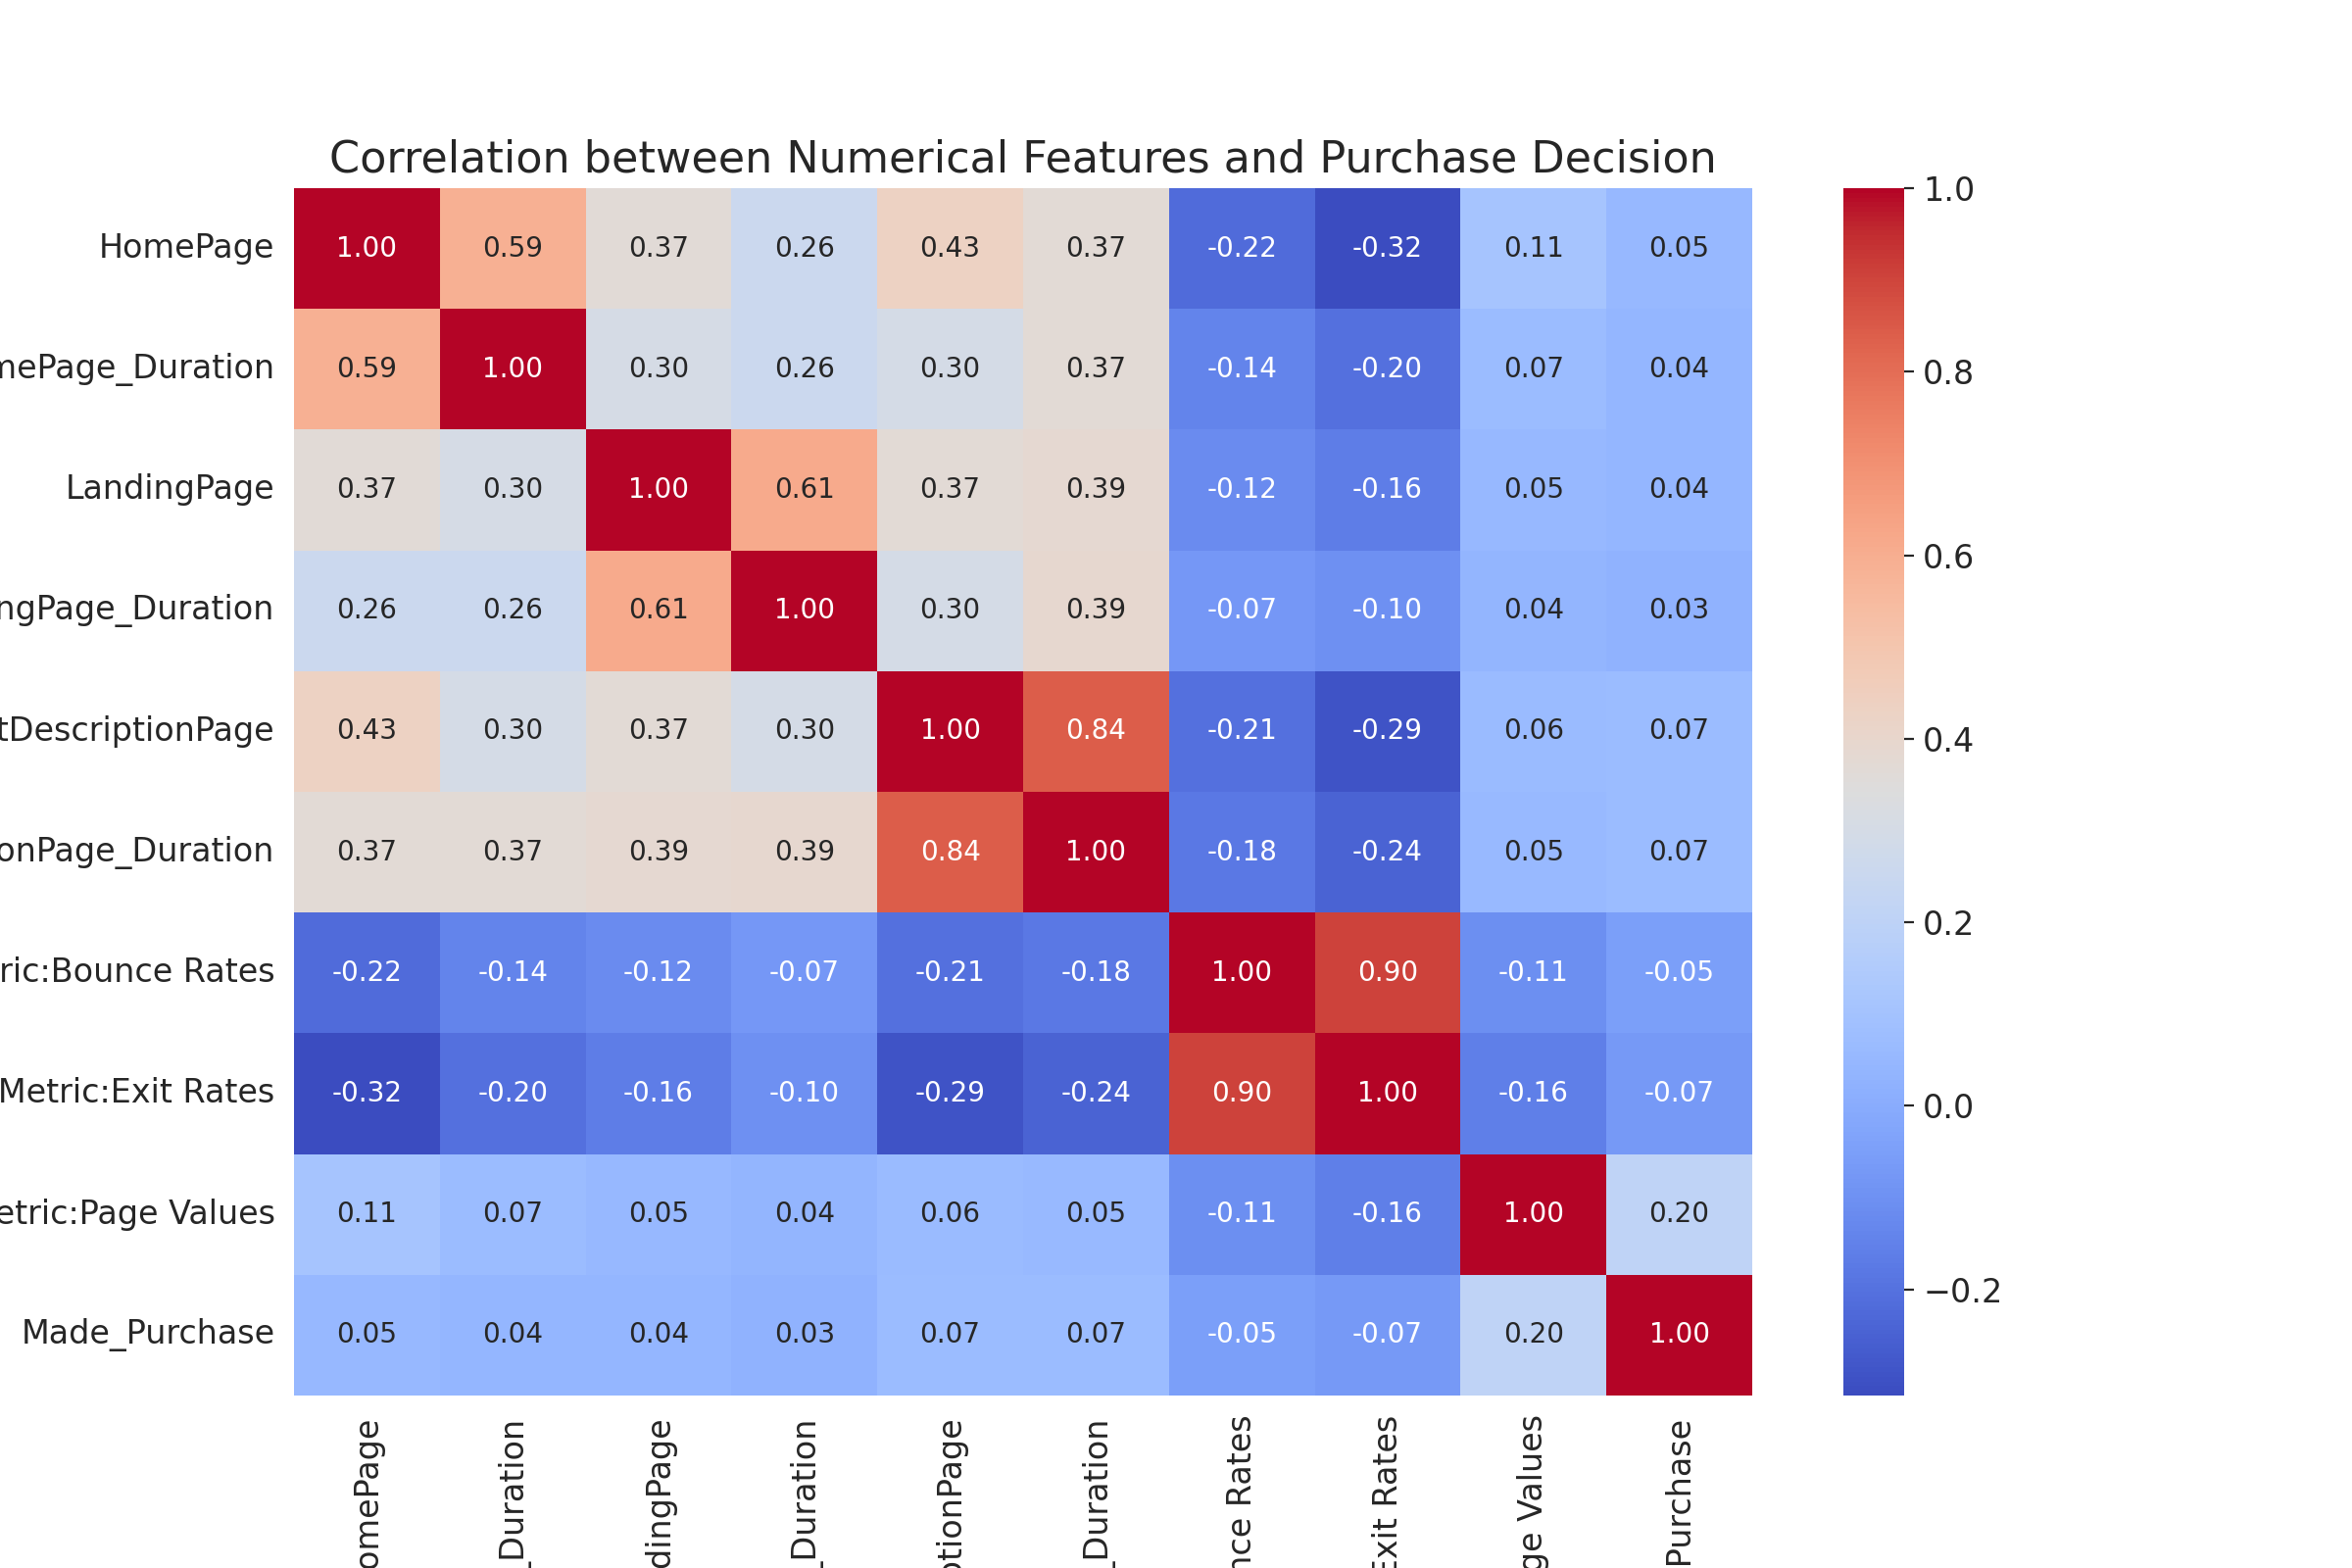 Correlation between Numerical Features and Purchase Decision
HomePage 1.00 0.59 0.37 0.26 0.43 0.37 -0.22 -0.32 0.11 0.05
mePage_Duration 0.59 1.00 0.30 0.26 0.30 0.37 -0.14 -0.20 0.07 0.04
LandingPage 0.37 0.30 1.00 0.61 0.37 0.39 -0.12 -0.16 0.05 0.04
ngPage_Duration 0.26 0.26 0.61 1.00 0.30 0.39 -0.07 -0.10 0.04 0.03
tDescriptionPage 0.43 0.30 0.37 0.30 1.00 0.84 -0.21 -0.29 0.06 0.07
onPage_Duration 0.37 0.37 0.39 0.39 0.84 1.00 -0.18 -0.24 0.05 0.07
ric:Bounce Rates -0.22 -0.14 -0.12 -0.07 -0.21 -0.18 1.00 0.90 -0.11 -0.05
Metric:Exit Rates -0.32 -0.20 -0.16 -0.10 -0.29 -0.24 0.90 1.00 -0.16 -0.07
etric:Page Values 0.11 0.07 0.05 0.04 0.06 0.05 -0.11 -0.16 1.00 0.20
Made_Purchase 0.05 0.04 0.04 0.03 0.07 0.07 -0.05 -0.07 0.20 1.00
omePage
_Duration
dingPage
_Duration
ptionPage
_Duration
nce Rates
Exit Rates
ge Values
Purchase
1.0
0.8
0.6
0.4
0.2
0.0
−0.2